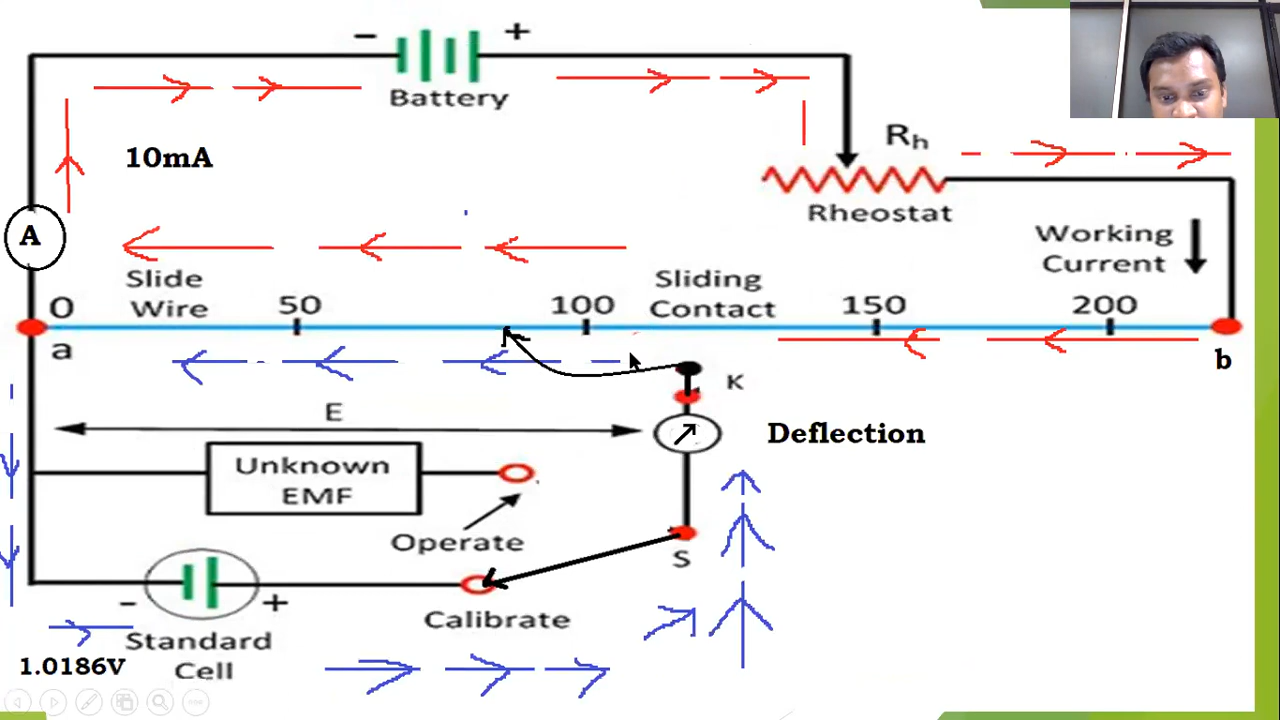 - +
Battery
10mA
Rh
Rheostat
A
Working
Current
Slide
Wire
Sliding
Contact
0 50 100 150 200
a
b
K
E
Deflection
Unknown
EMF
Operate
S
- +
Calibrate
Standard
Cell
1.0186V